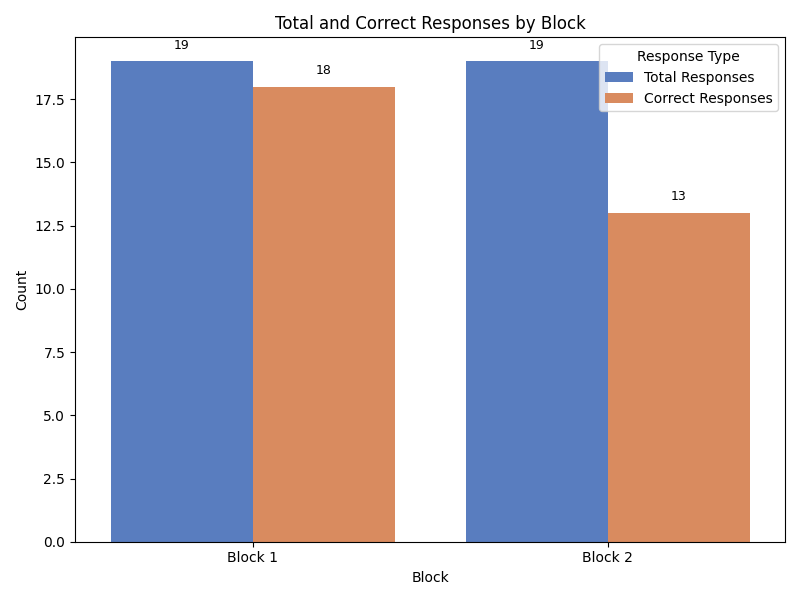 Total and Correct Responses by Block
19
18
19
13
Response Type
Total Responses
Correct Responses
17.5
15.0
12.5
10.0
7.5
5.0
2.5
0.0
Count
Block 1
Block 2
Block